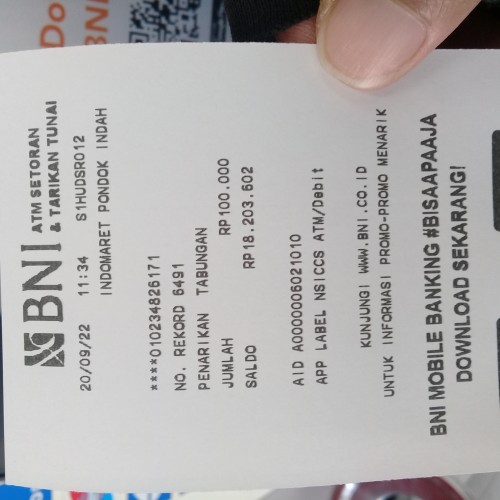 BNI ATM SETORAN
& TARIKAN TUNAI
20/09/22 11:34 S1HUDSR012
INDOMARET PONDOK INDAH
****010234826171
NO. REKORD 6491
PENARIKAN TABUNGAN
JUMLAH RP100.000
SALDO RP18.203.602
AID A0000006021010
APP LABEL NSICCS ATM/Debit
KUNJUNGI WWW.BNI.CO.ID
UNTUK INFORMASI PROMO-PROMO MENARIK
BNI MOBILE BANKING #BISAAPAAJA
DOWNLOAD SEKARANG!
Do
BNI